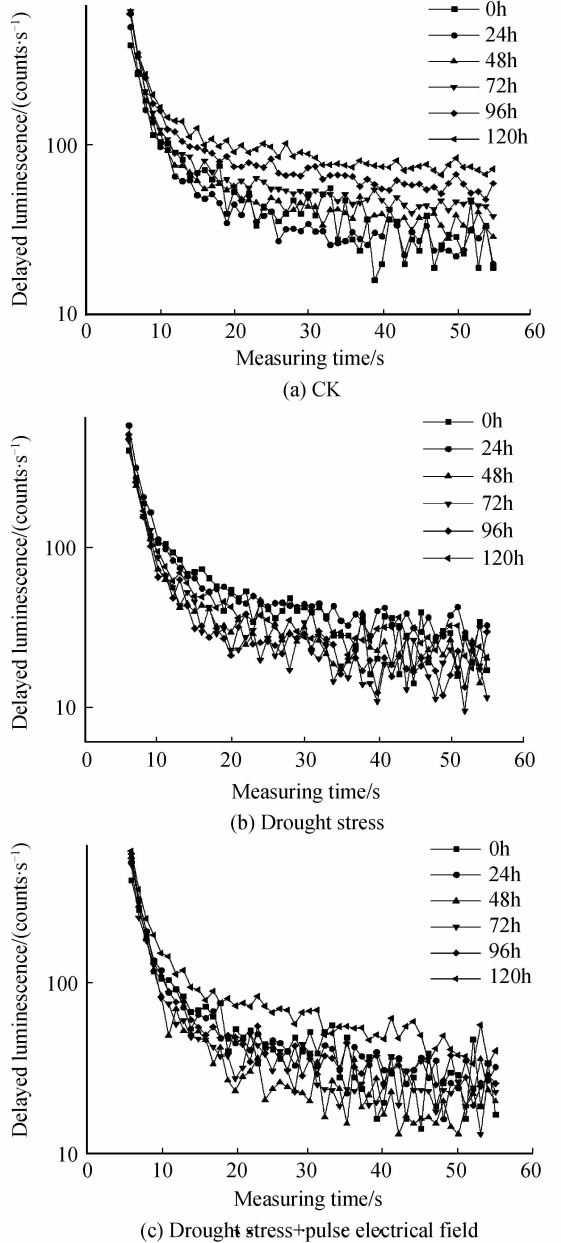 Delayed luminescence/(counts·s⁻¹)
100
10
0h
24h
48h
72h
96h
120h
0 10 20 30 40 50 60
Measuring time/s
(a) CK
Delayed luminescence/(counts·s⁻¹)
100
10
0h
24h
48h
72h
96h
120h
0 10 20 30 40 50 60
Measuring time/s
(b) Drought stress
Delayed luminescence/(counts·s⁻¹)
100
10
0h
24h
48h
72h
96h
120h
0 10 20 30 40 50 60
Measuring time/s
(c) Drought stress+pulse electrical field